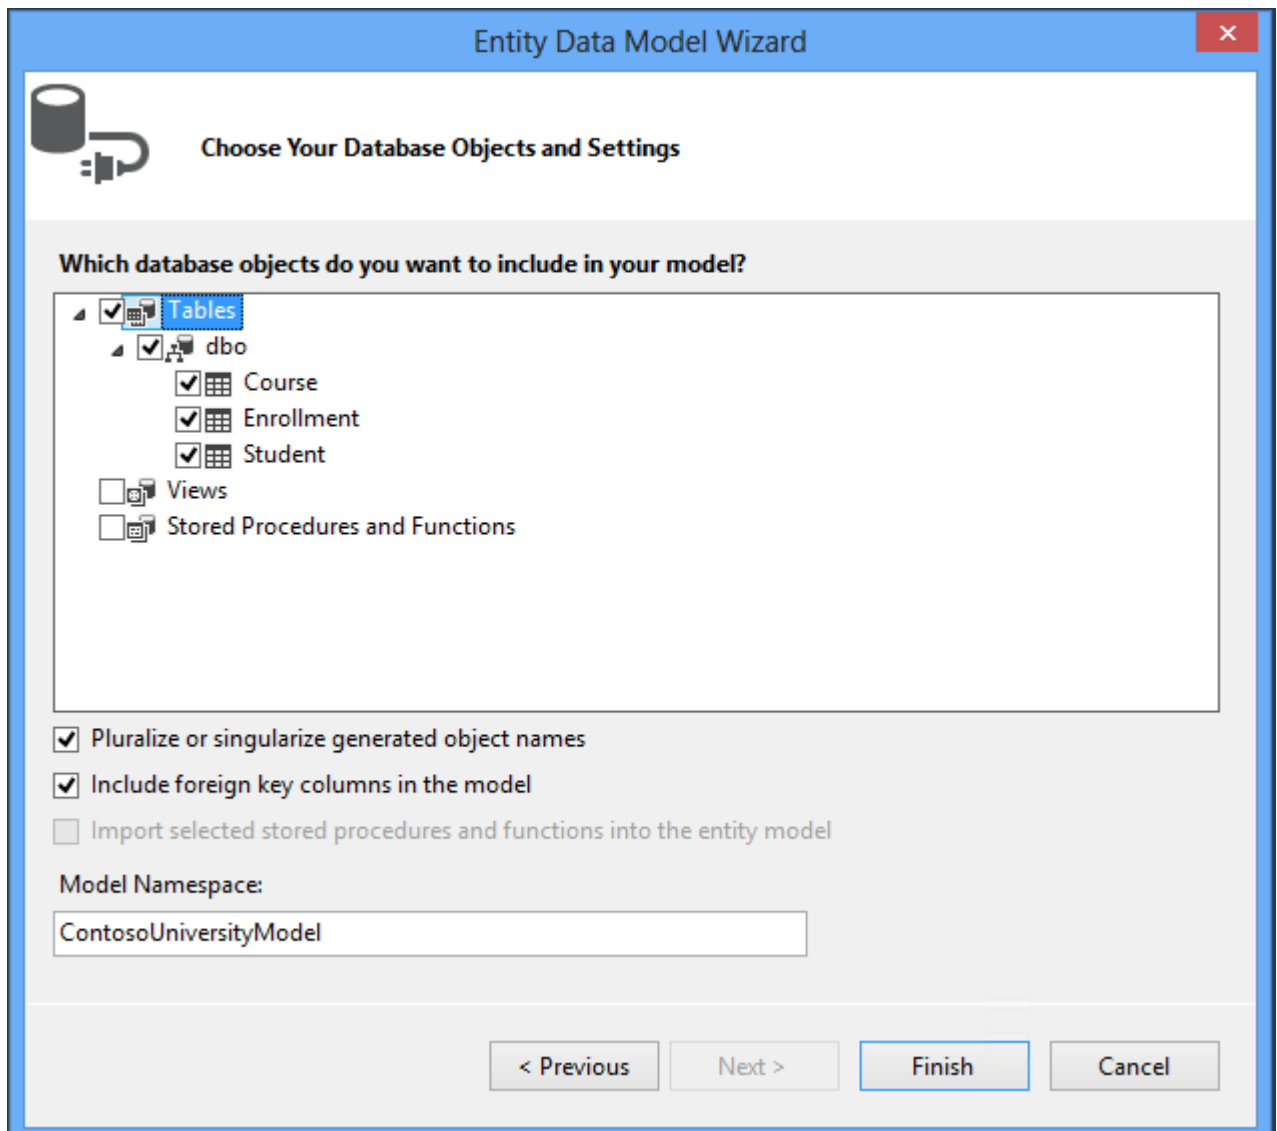 Entity Data Model Wizard
Choose Your Database Objects and Settings
Which database objects do you want to include in your model?
Tables
dbo
Course
Enrollment
Student
Views
Stored Procedures and Functions
Pluralize or singularize generated object names
Include foreign key columns in the model
Import selected stored procedures and functions into the entity model
Model Namespace:
ContosoUniversityModel
< Previous Next > Finish Cancel